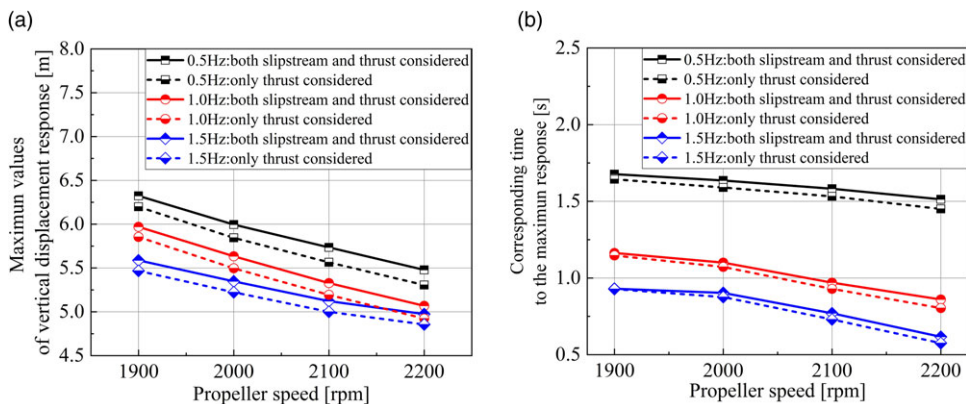 (a)
Maximun values
of vertical displacement response [m]
8.0
7.5
7.0
6.5
6.0
5.5
5.0
4.5
0.5Hz:both slipstream and thrust considered
0.5Hz:only thrust considered
1.0Hz:both slipstream and thrust considered
1.0Hz:only thrust considered
1.5Hz:both slipstream and thrust considered
1.5Hz:only thrust considered
1900 2000 2100 2200
Propeller speed [rpm]
(b)
Corresponding time
to the maximun response [s]
2.5
2.0
1.5
1.0
0.5
0.5Hz:both slipstream and thrust considered
0.5Hz:only thrust considered
1.0Hz:both slipstream and thrust considered
1.0Hz:only thrust considered
1.5Hz:both slipstream and thrust considered
1.5Hz:only thrust considered
1900 2000 2100 2200
Propeller speed [rpm]